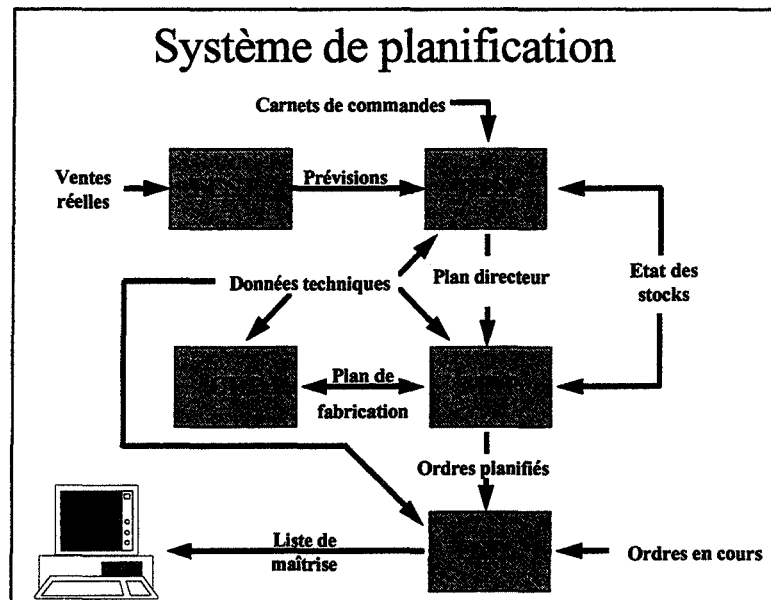 Système de planification
Carnets de commandes
Ventes
réelles
Prévisions
Données techniques
Plan directeur
Etat des
stocks
Plan de
fabrication
Ordres planifiés
Liste de
maîtrise
Ordres en cours